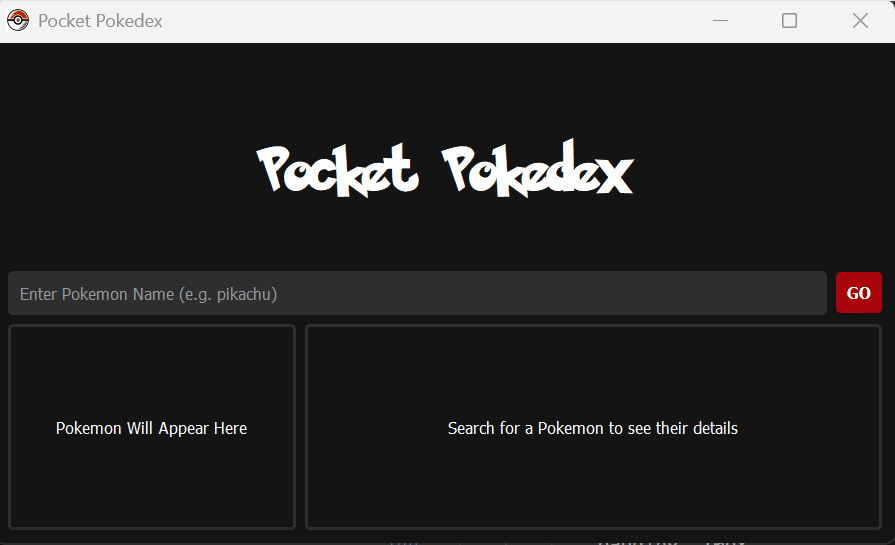 Pocket Pokedex
Pocket Pokedex
Enter Pokemon Name (e.g. pikachu)
GO
Pokemon Will Appear Here
Search for a Pokemon to see their details